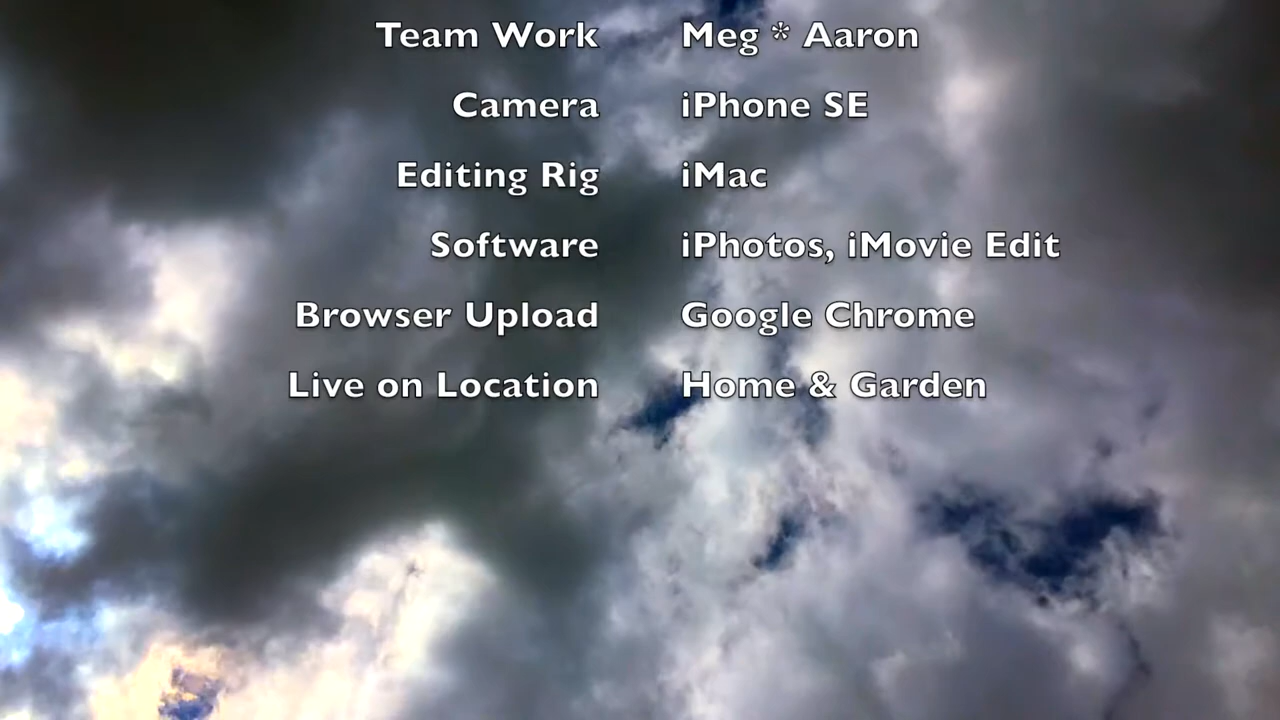 Team Work Meg * Aaron
Camera iPhone SE
Editing Rig iMac
Software iPhotos, iMovie Edit
Browser Upload Google Chrome
Live on Location Home & Garden